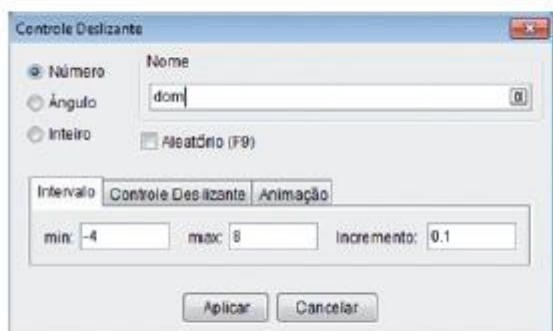 Controle Deslizante
Número
Nome
Ângulo
dom
α
Inteiro
Aleatório (F9)
Intervalo Controle Deslizante Animação
min: -4 max: 8 Incremento: 0.1
Aplicar Cancelar